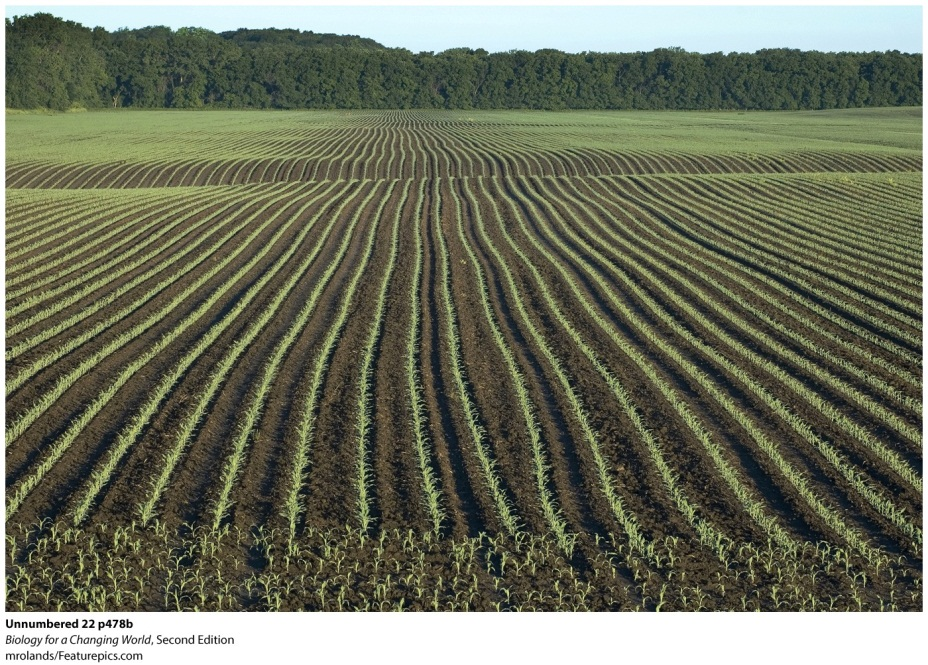 Unnumbered 22 p478b
Biology for a Changing World, Second Edition
mrolands/Featurepics.com